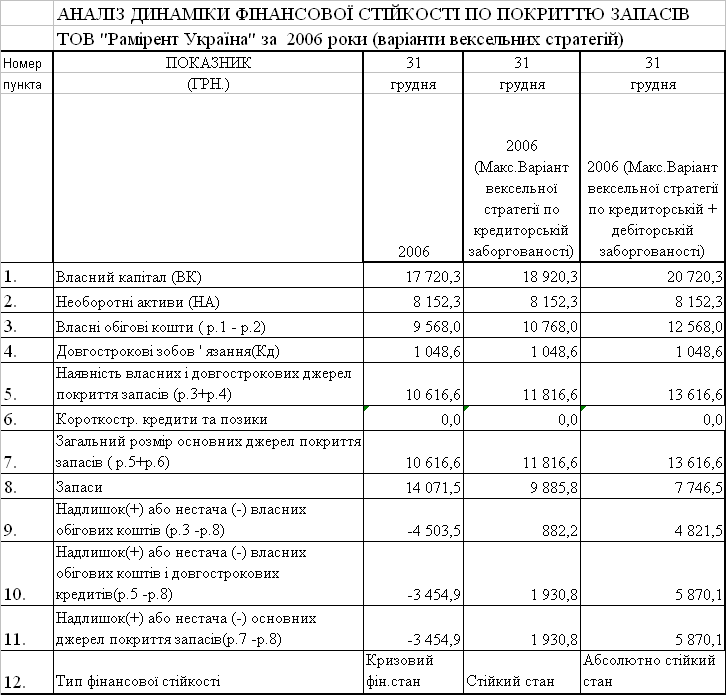 АНАЛІЗ ДИНАМІКИ ФІНАНСОВОЇ СТІЙКОСТІ ПО ПОКРИТТЮ ЗАПАСІВ
ТОВ "Рамірент Україна" за 2006 роки (варіанти вексельних стратегій)
Номер ПОКАЗНИК 31 31 31
пункта (ГРН.) грудня грудня грудня
2006
(Макс.Варіант 2006 (Макс.Варіант
вексельної вексельної стратегії
стратегії по по кредиторській +
кредиторській дебіторській
2006 заборгованості) заборгованості)
1. Власний капітал (ВК) 17 720,3 18 920,3 20 720,3
2. Необоротні активи (НА) 8 152,3 8 152,3 8 152,3
3. Власні обігові кошти ( р.1 - р.2) 9 568,0 10 768,0 12 568,0
4. Довгострокові зобов ' язання(Кд) 1 048,6 1 048,6 1 048,6
Наявність власних і довгострокових джерел
5. покриття запасів (р.3+р.4) 10 616,6 11 816,6 13 616,6
6. Короткостр. кредити та позики 0,0 0,0 0,0
Загальний розмір основних джерел покриття
7. запасів ( р.5+р.6) 10 616,6 11 816,6 13 616,6
8. Запаси 14 071,5 9 885,8 7 746,5
Надлишок(+) або нестача (-) власних
9. обігових коштів (р.3 -р.8) -4 503,5 882,2 4 821,5
Надлишок(+) або нестача (-) власних
обігових коштів і довгострокових
10. кредитів(р.5 -р.8) -3 454,9 1 930,8 5 870,1
Надлишок(+) або нестача (-) основних
11. джерел покриття запасів(р.7 -р.8) -3 454,9 1 930,8 5 870,1
Кризовий Абсолютно стійкий
12. Тип фінансової стійкості фін.стан Стійкий стан стан